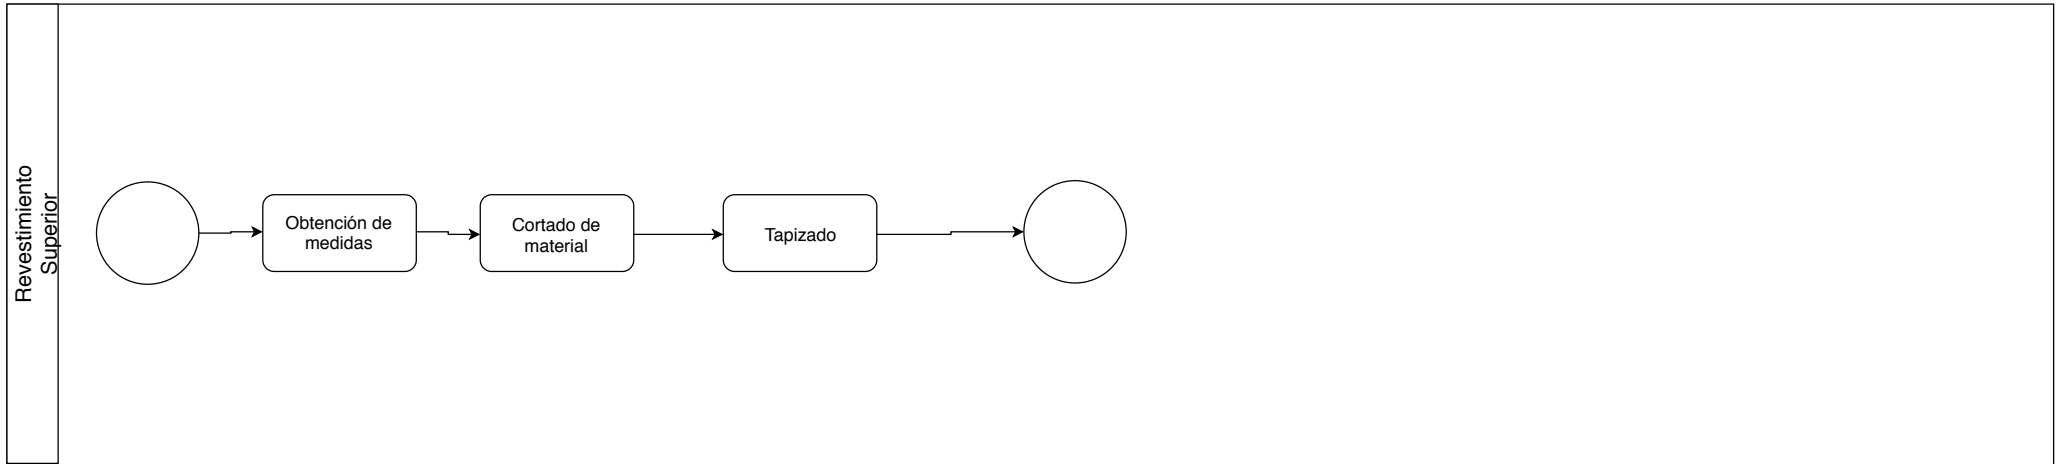 Revestimiento
Superior
Obtención de
medidas
Cortado de
material
Tapizado